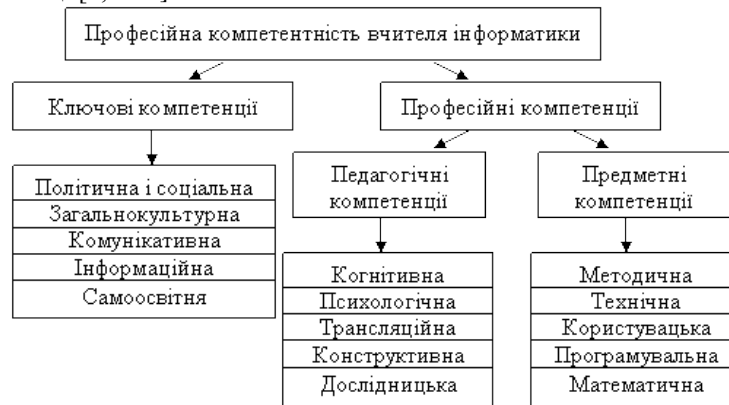 Професійна компетентність вчителя інформатики
Ключові компетенції
Професійні компетенції
Політична і соціальна
Загальнокультурна
Комунікативна
Інформаційна
Самоосвітня
Педагогічні
компетенції
Предметні
компетенції
Когнітивна
Психологічна
Трансляційна
Конструктивна
Дослідницька
Методична
Технічна
Користувацька
Програмувальна
Математична